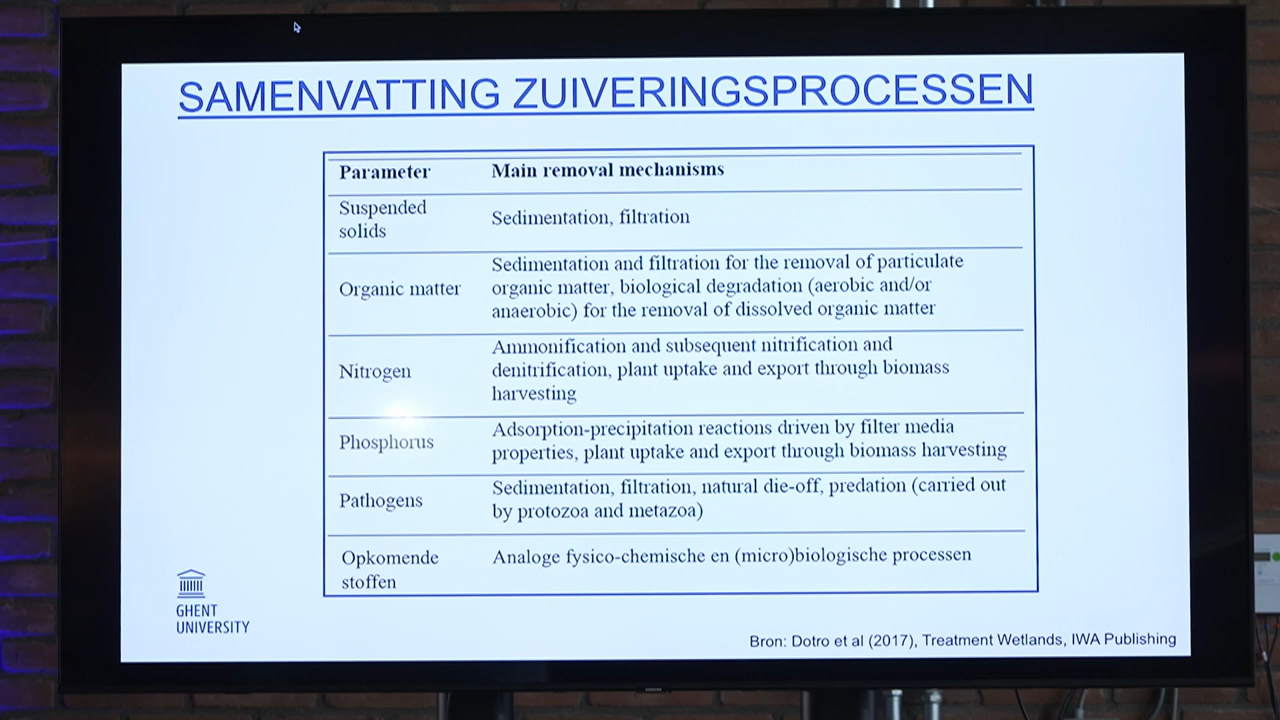 SAMENVATTING ZUIVERINGSPROCESSEN
Parameter Main removal mechanisms
Suspended
solids
Sedimentation, filtration
Organic matter
Sedimentation and filtration for the removal of particulate
organic matter, biological degradation (aerobic and/or
anaerobic) for the removal of dissolved organic matter
Nitrogen
Ammonification and subsequent nitrification and
denitrification, plant uptake and export through biomass
harvesting
Phosphorus
Adsorption-precipitation reactions driven by filter media
properties, plant uptake and export through biomass harvesting
Pathogens
Sedimentation, filtration, natural die-off, predation (carried out
by protozoa and metazoa)
Opkomende
stoffen
Analoge fysico-chemische en (micro)biologische processen
GHENT
UNIVERSITY
Bron: Dotro et al (2017), Treatment Wetlands, IWA Publishing